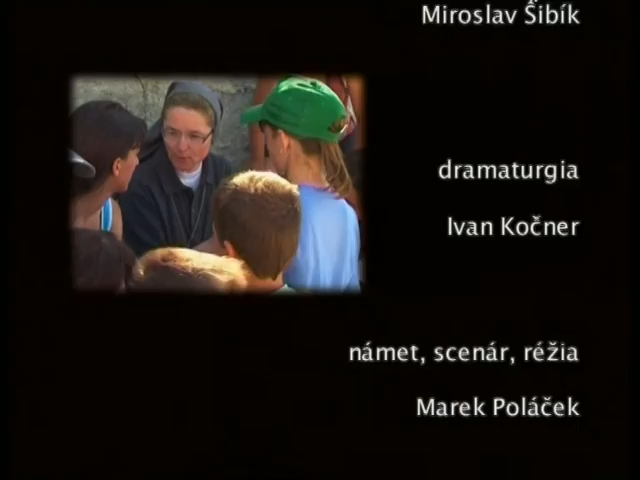 Miroslav Šibík
dramaturgia
Ivan Kočner
námet, scenár, réžia
Marek Poláček